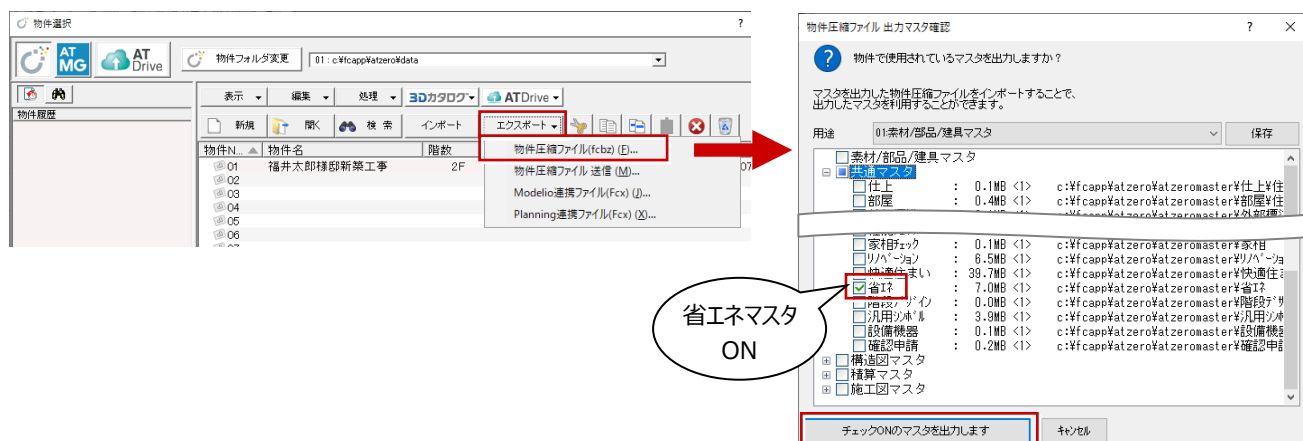 物件選択
?
AT
MG
AT
Drive
物件フォルダ変更
01 : c:¥fcapp¥atzero¥data
物件履歴
表示
編集
処理
3Dカタログ
ATDrive
新規
開く
検 索
インポート
エクスポート
物件N...
物件名
階数
01
福井太郎様邸新築工事
2F
07
02
03
04
05
06
物件圧縮ファイル(fcbz) (F)...
物件圧縮ファイル 送信 (M)...
Modelio連携ファイル(Fcx) (J)...
Planning連携ファイル(Fcx) (X)...
物件圧縮ファイル 出力マスタ確認
? ×
物件で使用されているマスタを出力しますか?
マスタを出力した物件圧縮ファイルをインポートすることで、
出力したマスタを利用することができます。
用途
01:素材/部品/建具マスタ
保存
素材/部品/建具マスタ
共通マスタ
仕上 : 0.1MB <1> c:¥fcapp¥atzero¥atzeromaster¥仕上¥仕
部屋 : 0.4MB <1> c:¥fcapp¥atzero¥atzeromaster¥部屋¥仕
家相チェック : 0.1MB <1> c:¥fcapp¥atzero¥atzeromaster¥家相
リノベーション : 6.5MB <1> c:¥fcapp¥atzero¥atzeromaster¥リノベーショ
快適住まい : 39.7MB <1> c:¥fcapp¥atzero¥atzeromaster¥快適住ま
省エネ : 7.0MB <1> c:¥fcapp¥atzero¥atzeromaster¥省エネ
階段デザイン : 0.0MB <1> c:¥fcapp¥atzero¥atzeromaster¥階段デザ
汎用シンボル : 3.9MB <1> c:¥fcapp¥atzero¥atzeromaster¥汎用シンボ
設備機器 : 0.1MB <1> c:¥fcapp¥atzero¥atzeromaster¥設備機器
確認申請 : 0.2MB <1> c:¥fcapp¥atzero¥atzeromaster¥確認申請
構造図マスタ
積算マスタ
施工図マスタ
省エネマスタ
ON
チェックONのマスタを出力します
キャンセル